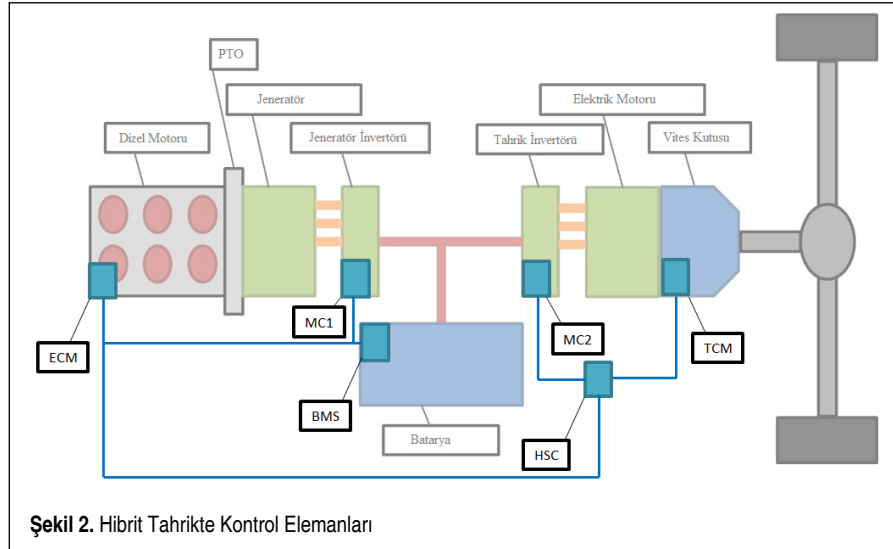 PTO
Jeneratör
Elektrik Motoru
Dizel Motoru
Jeneratör İnvertörü
Tahrik İnvertörü
Vites Kutusu
MC1
MC2
TCM
ECM
BMS
HSC
Batarya
Şekil 2. Hibrit Tahrikte Kontrol Elemanları